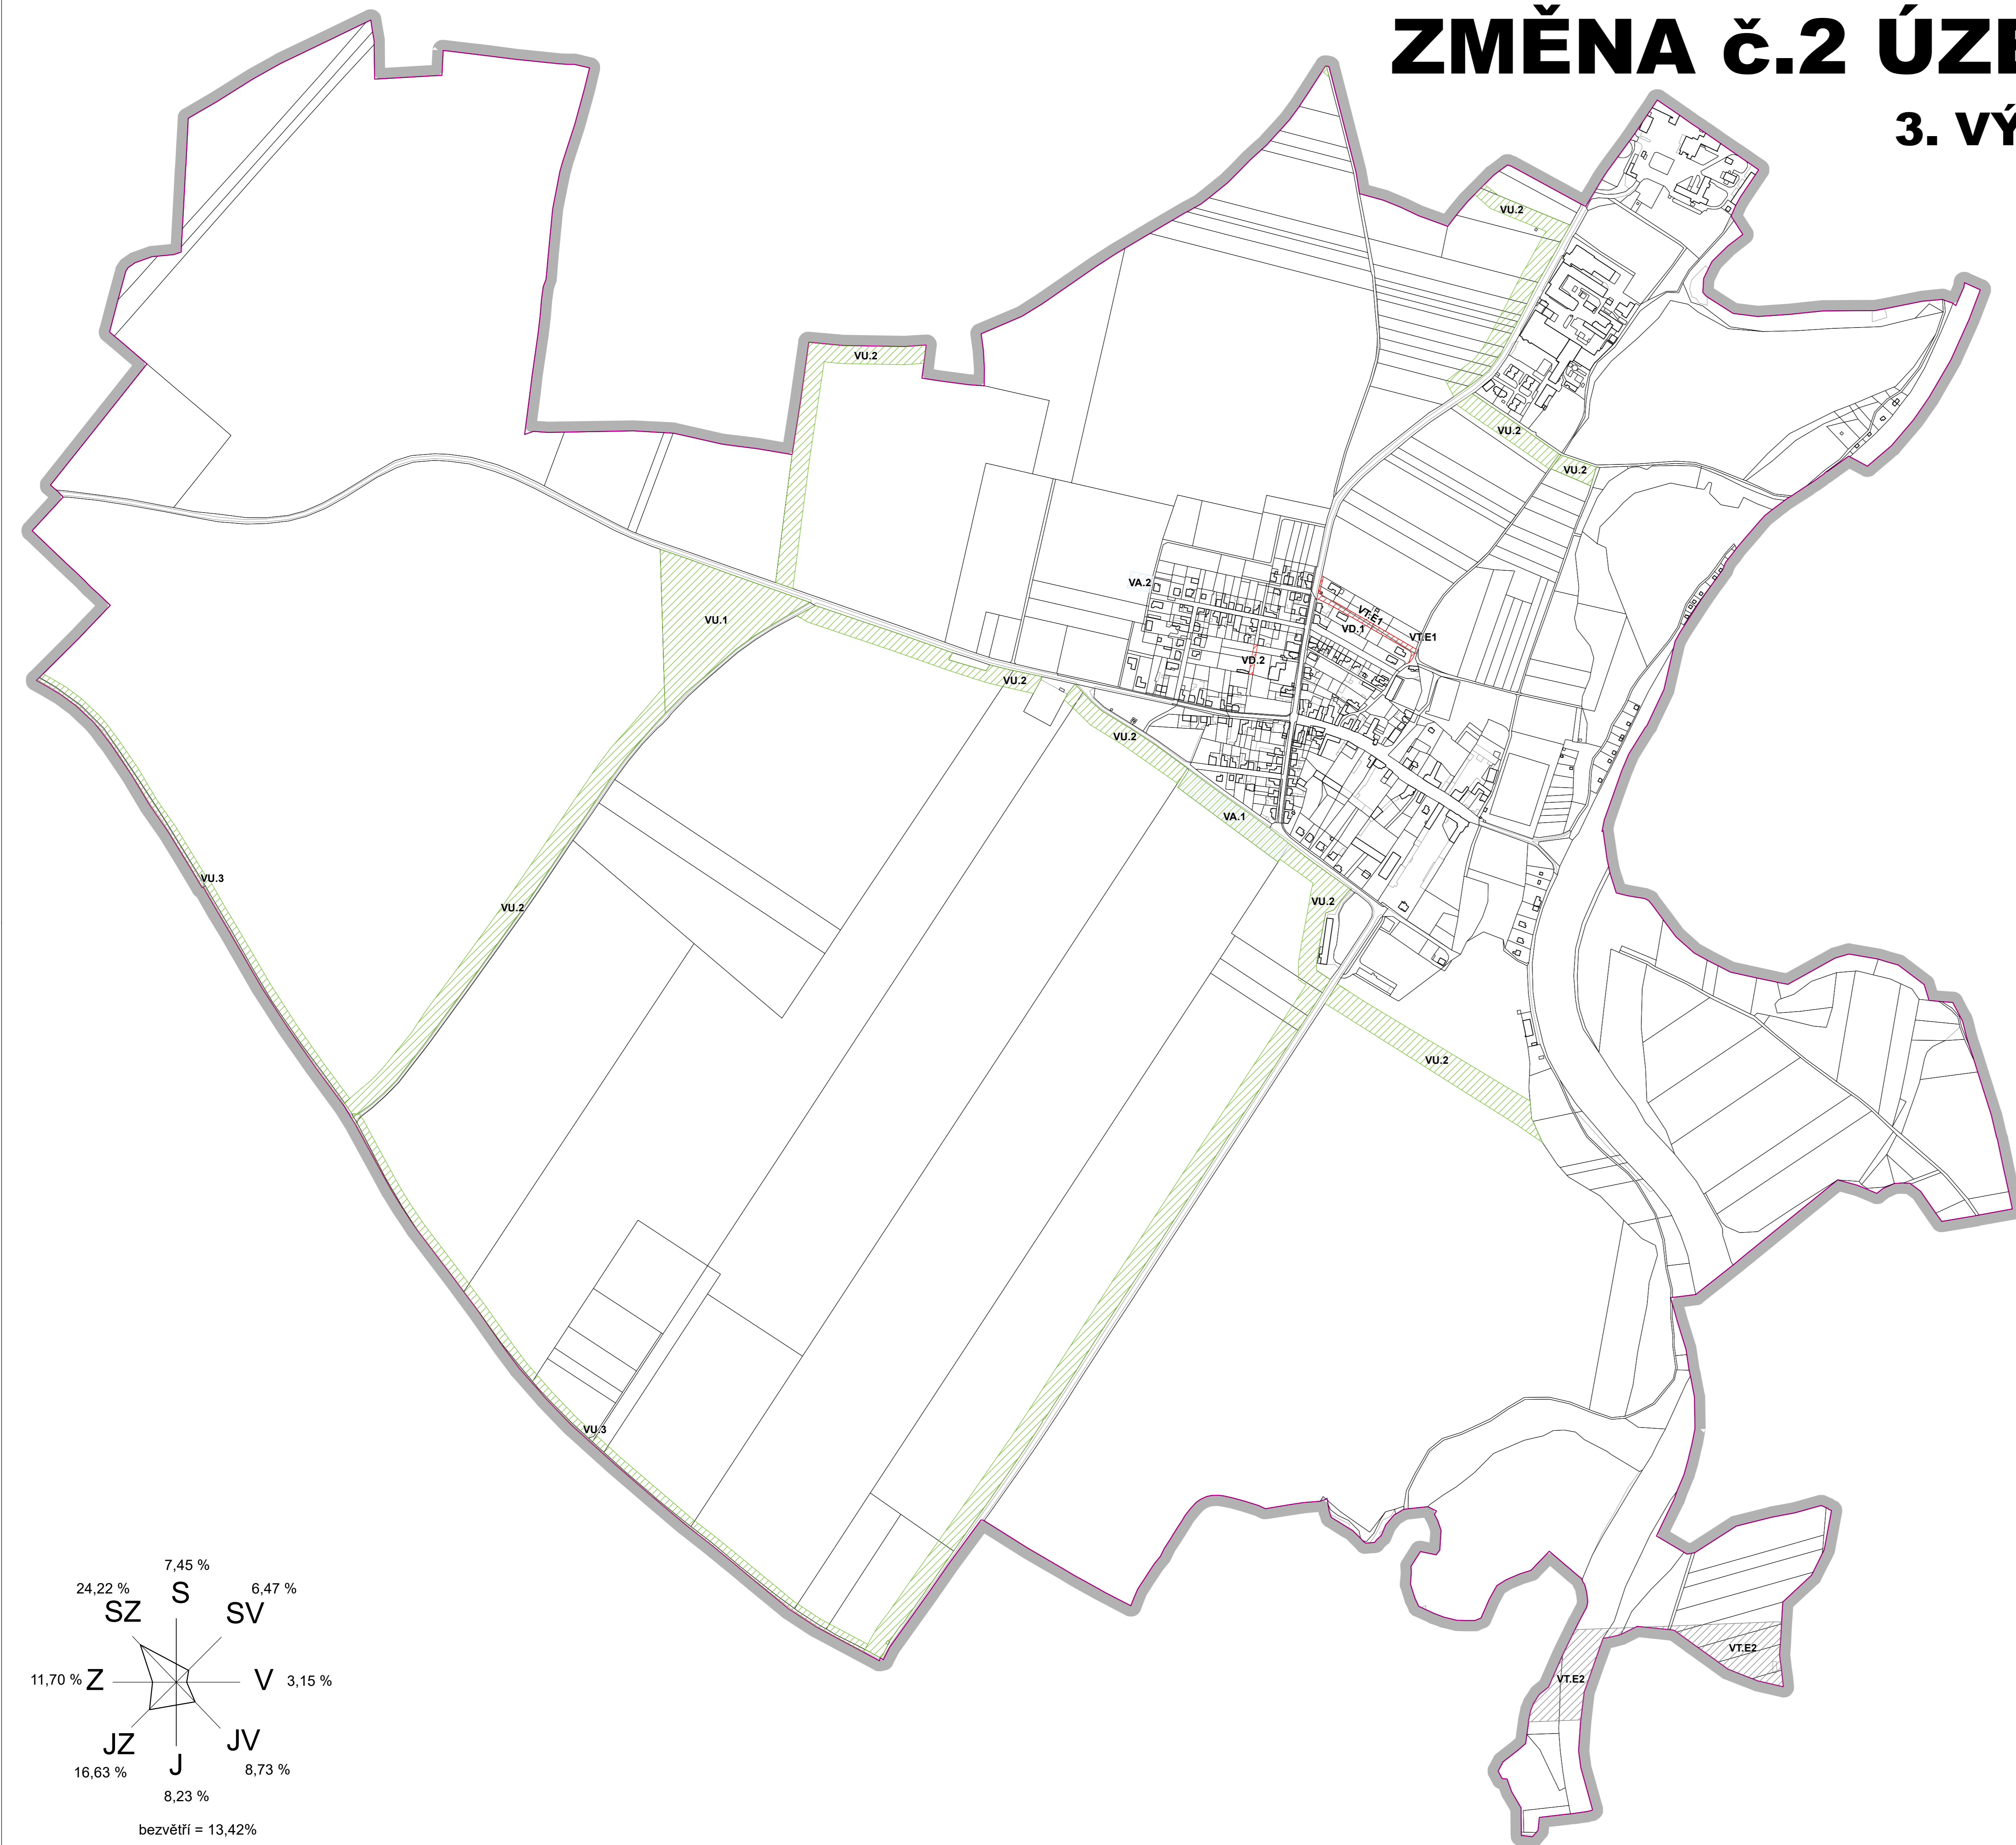 ZMĚNA č.2 ÚZE
3. VÝ
VU.2
VU.2
VU.2
VU.2
VA.2
VT.E1
VD.1
VT.E1
VU.1
VD.2
VU.2
VU.2
VA.1
VU.3
VU.2
VU.2
VU.2
VU.3
VT.E2
VT.E2
7,45 %
24,22 %
6,47 %
S
SZ
SV
11,70 %
Z
V
3,15 %
JZ
JV
J
16,63 %
8,73 %
8,23 %
bezvětří = 13,42%